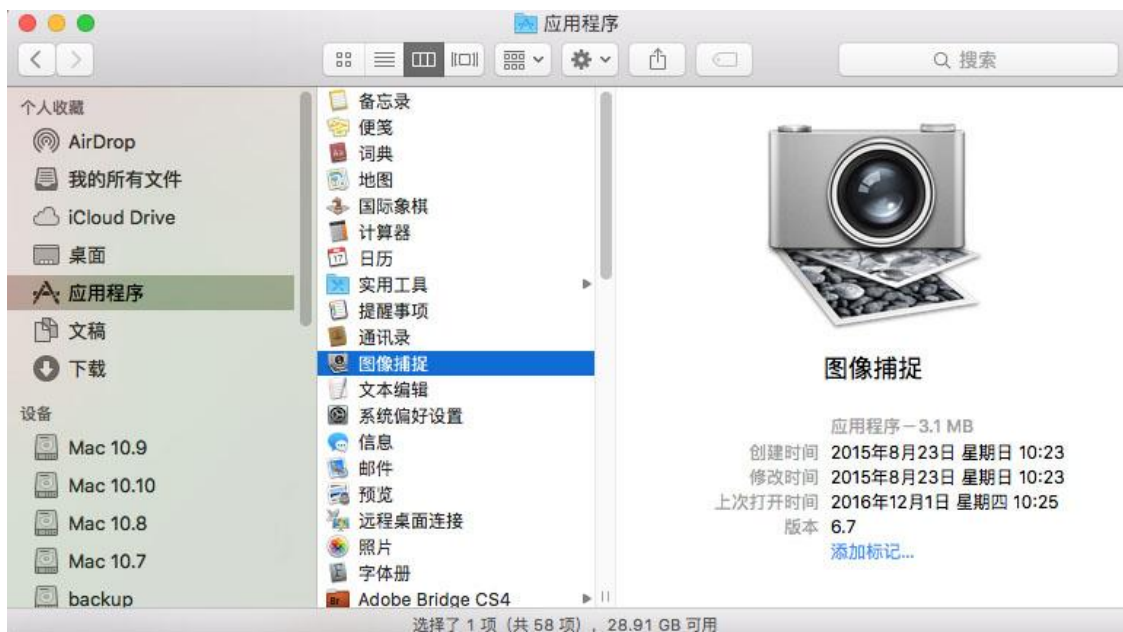 应用程序
搜索
个人收藏
AirDrop
我的所有文件
iCloud Drive
桌面
应用程序
文稿
下载
设备
Mac 10.9
Mac 10.10
Mac 10.8
Mac 10.7
backup
备忘录
便笺
词典
地图
国际象棋
计算器
日历
实用工具
提醒事项
通讯录
图像捕捉
文本编辑
系统偏好设置
信息
邮件
预览
远程桌面连接
照片
字体册
Adobe Bridge CS4
图像捕捉
应用程序－3.1 MB
创建时间 2015年8月23日 星期日 10:23
修改时间 2015年8月23日 星期日 10:23
上次打开时间 2016年12月1日 星期四 10:25
版本 6.7
添加标记...
选择了 1 项（共 58 项），28.91 GB 可用